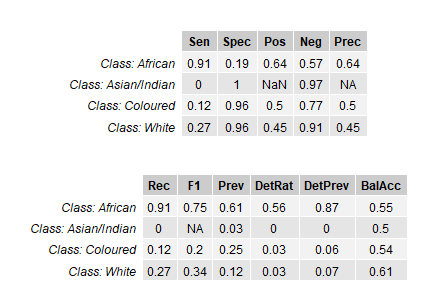 Sen Spec Pos Neg Prec
Class: African 0.91 0.19 0.64 0.57 0.64
Class: Asian/Indian 0 1 NaN 0.97 NA
Class: Coloured 0.12 0.96 0.5 0.77 0.5
Class: White 0.27 0.96 0.45 0.91 0.45
Rec F1 Prev DetRat DetPrev BalAcc
Class: African 0.91 0.75 0.61 0.56 0.87 0.55
Class: Asian/Indian 0 NA 0.03 0 0 0.5
Class: Coloured 0.12 0.2 0.25 0.03 0.06 0.54
Class: White 0.27 0.34 0.12 0.03 0.07 0.61